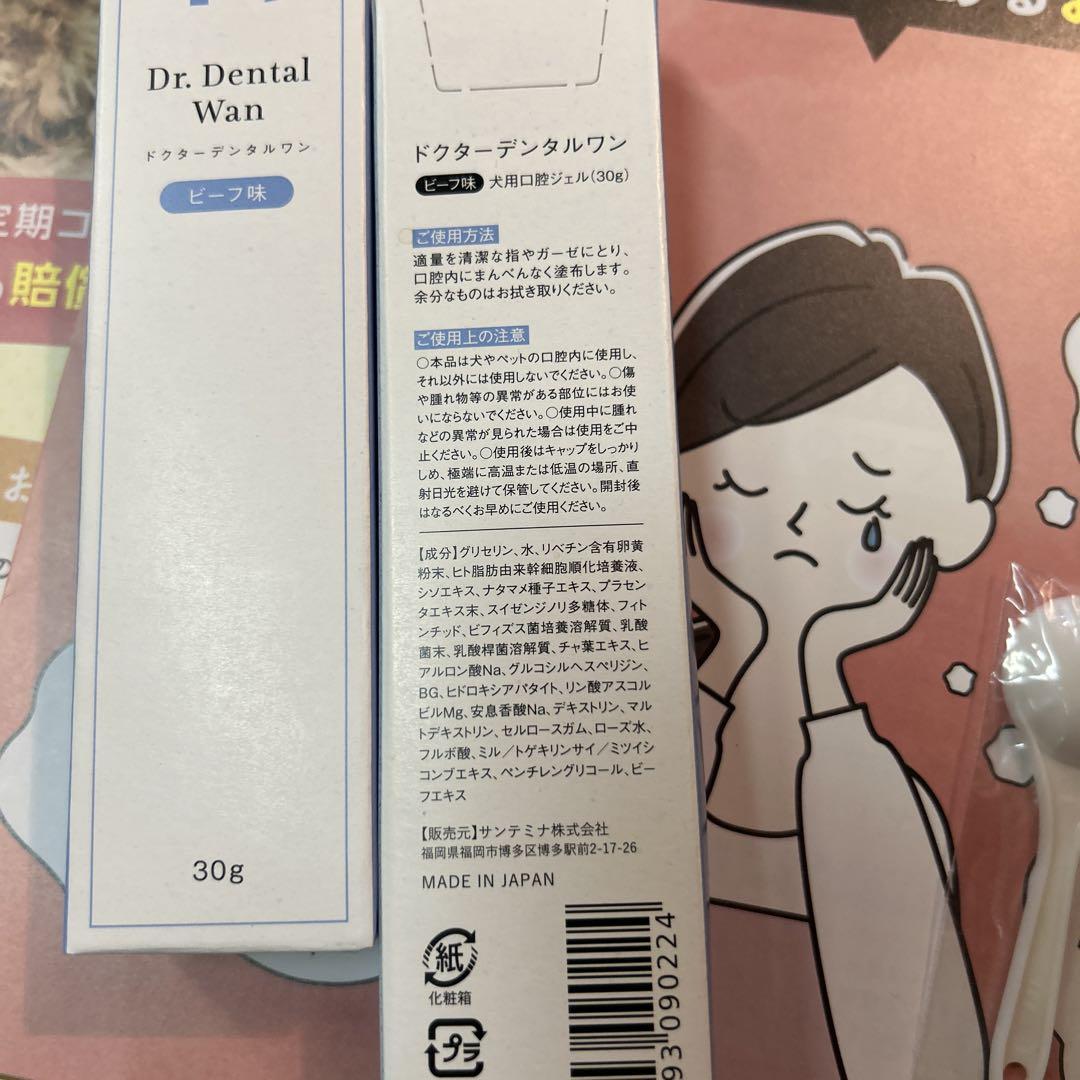 Dr. Dental
Wan
ドクターデンタルワン
ビーフ味
30g
ドクターデンタルワン
ビーフ味 犬用口腔ジェル(30g)
ご使用方法
適量を清潔な指やガーゼにとり、
口腔内にまんべんなく塗布します。
余分なものはお拭き取りください。
ご使用上の注意
○本品は犬やペットの口腔内に使用し、
それ以外には使用しないでください。○傷
や腫れ物等の異常がある部位にはお使
いにならないでください。○使用中に腫れ
などの異常が見られた場合は使用をご中
止ください。○使用後はキャップをしっかり
しめ、極端に高温または低温の場所、直
射日光を避けて保管してください。開封後
はなるべくお早めにご使用ください。
【成分】グリセリン、水、リベチン含有卵黄
粉末、ヒト脂肪由来幹細胞順化培養液、
シソエキス、ナタマメ種子エキス、プラセン
タエキス末、スイゼンジノリ多糖体、フィト
ンチッド、ビフィズス菌培養溶解質、乳酸
菌末、乳酸桿菌溶解質、チャ葉エキス、ヒ
アルロン酸Na、グルコシルヘスペリジン、
BG、ヒドロキシアパタイト、リン酸アスコル
ビルMg、安息香酸Na、デキストリン、マル
トデキストリン、セルロースガム、ローズ水、
フルボ酸、ミル/トゲキリンサイ/ミツイシ
コンブエキス、ペンチレングリコール、ビー
フエキス
【販売元】サンテミナ株式会社
福岡県福岡市博多区博多駅前2-17-26
MADE IN JAPAN
紙
化粧箱
プラ
93090224
定期コ
賠償
お
の
める